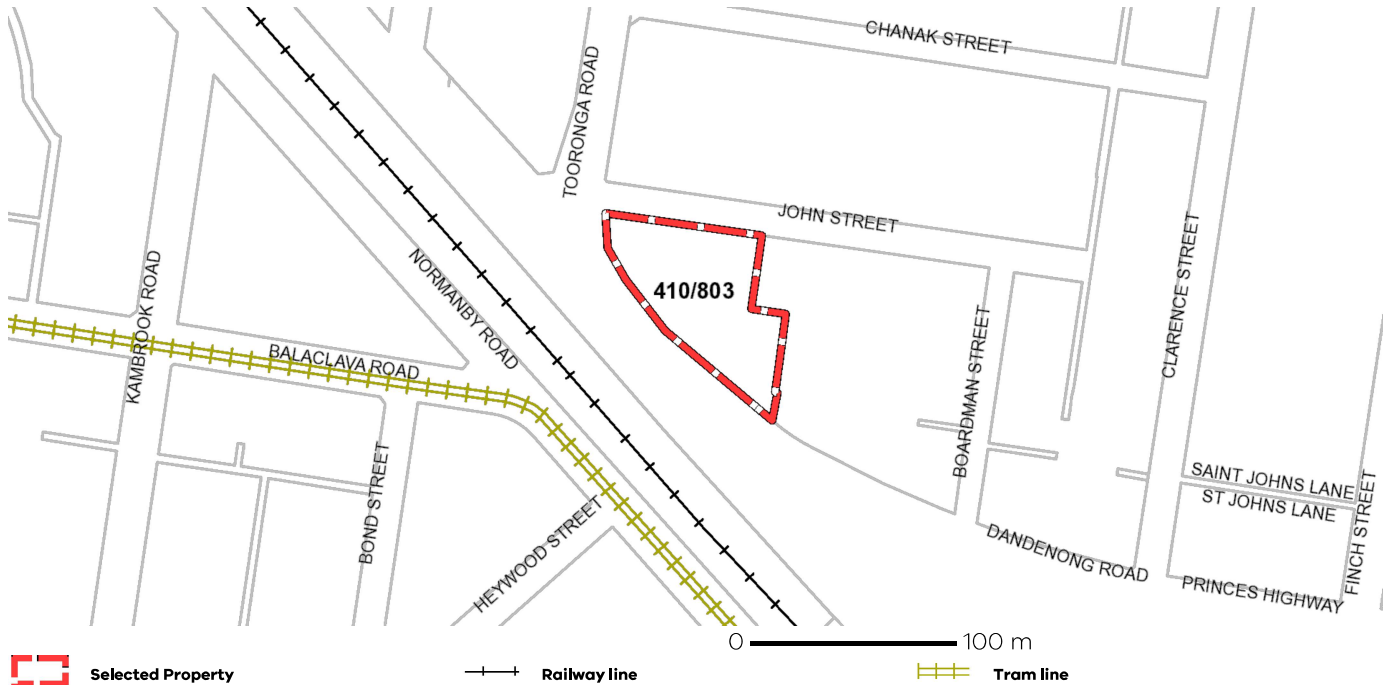 CHANAK STREET
TOORONGA ROAD
JOHN STREET
410/803
NORMANBY ROAD
KAMBROOK ROAD
BALACLAVA ROAD
CLARENCE STREET
BOARDMAN STREET
BOND STREET
HEYWOOD STREET
SAINT JOHNS LANE
ST JOHNS LANE
FINCH STREET
DANDENONG ROAD
PRINCES HIGHWAY
0 100 m
Selected Property
Railway line
Tram line